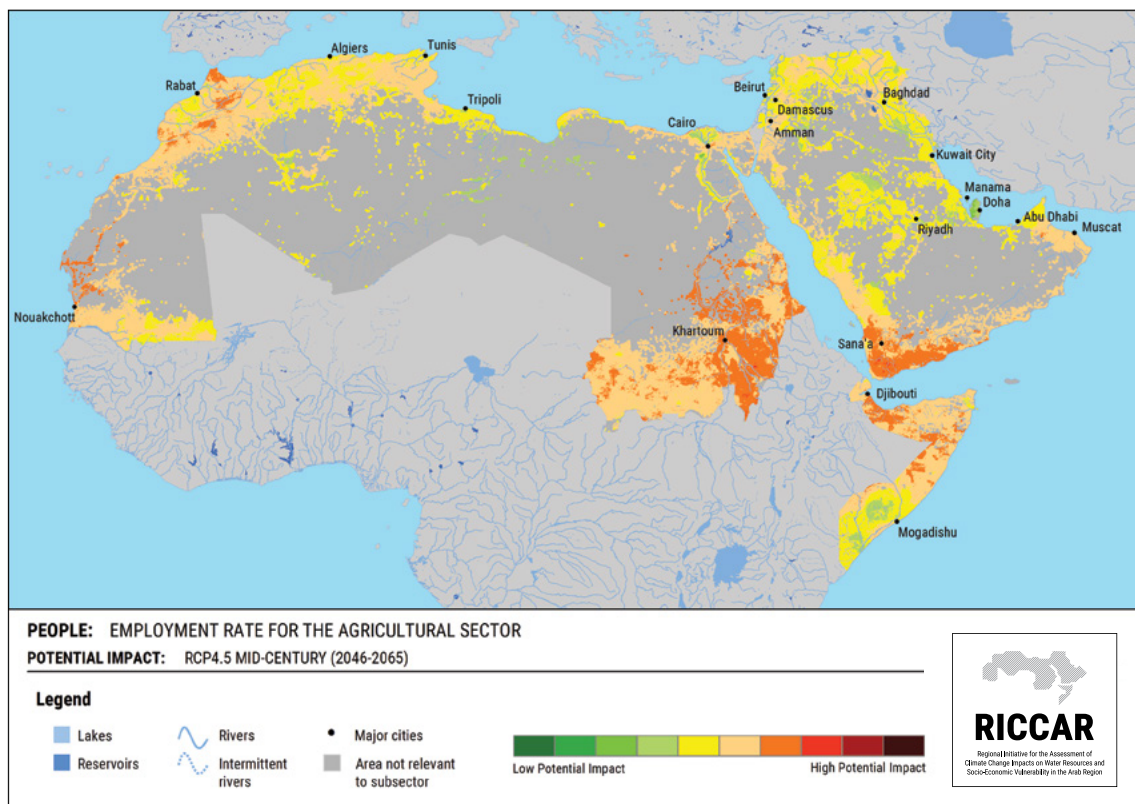 Algiers
Tunis
Rabat
Tripoli
Beirut
Baghdad
Damascus
Cairo
Amman
Kuwait City
Manama
Doha
Abu Dhabi
Riyadh
Muscat
Nouakchott
Khartoum
Sana'a
Djibouti
Mogadishu
PEOPLE: EMPLOYMENT RATE FOR THE AGRICULTURAL SECTOR
POTENTIAL IMPACT: RCP4.5 MID-CENTURY (2046-2065)
Legend
Lakes
Reservoirs
Rivers
Intermittent
rivers
Major cities
Area not relevant
to subsector
Low Potential Impact
High Potential Impact
RICCAR
Regional Initiative for the Assessment of
Climate Change Impacts on Water Resources and
Socio-Economic Vulnerability in the Arab Region